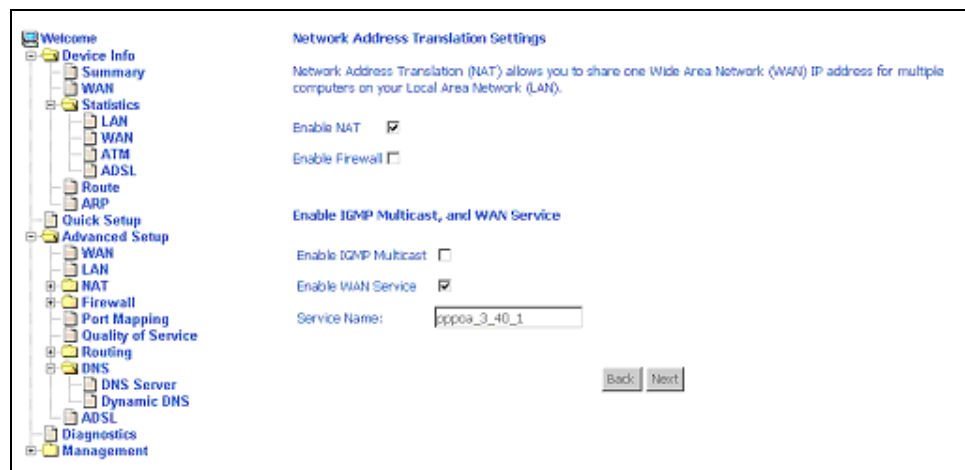 Welcome
Device Info
Summary
WAN
Statistics
LAN
WAN
ATM
ADSL
Route
ARP
Quick Setup
Advanced Setup
WAN
LAN
NAT
Firewall
Port Mapping
Quality of Service
Routing
DNS
DNS Server
Dynamic DNS
ADSL
Diagnostics
Management
Network Address Translation Settings
Network Address Translation (NAT) allows you to share one Wide Area Network (WAN) IP address for multiple
computers on your Local Area Network (LAN).
Enable NAT
Enable Firewall
Enable IGMP Multicast, and WAN Service
Enable IGMP Multicast
Enable WAN Service
Service Name: pppoa_3_40_1
Back Next